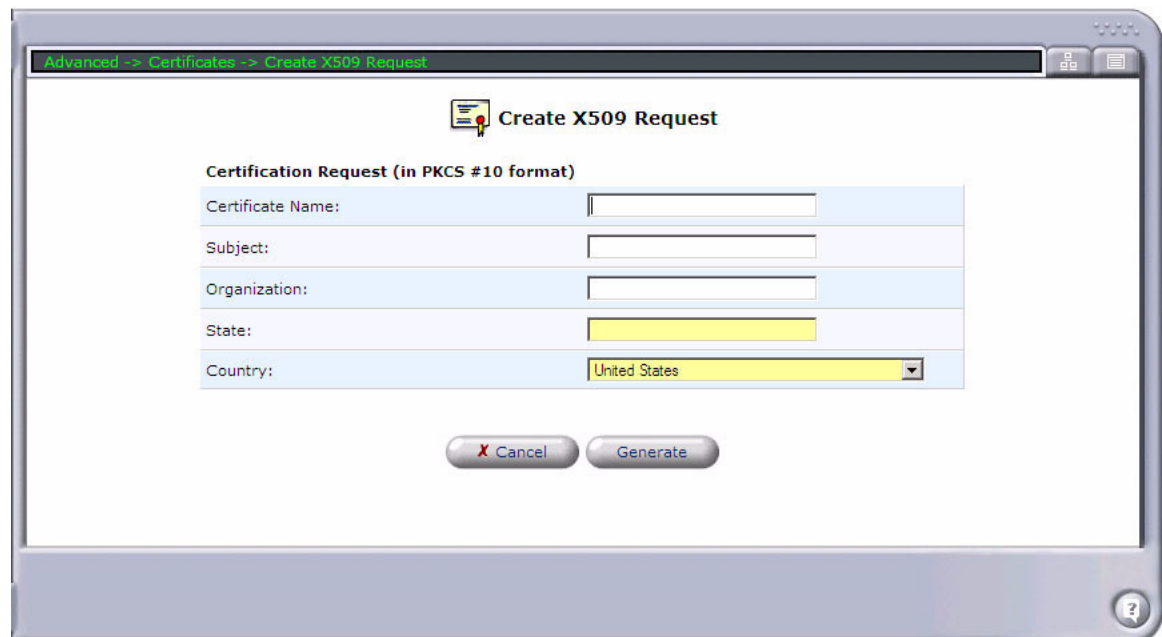 Advanced -> Certificates -> Create X509 Request
Create X509 Request
Certification Request (in PKCS #10 format)
Certificate Name:
Subject:
Organization:
State:
Country: United States
✗ Cancel Generate
?